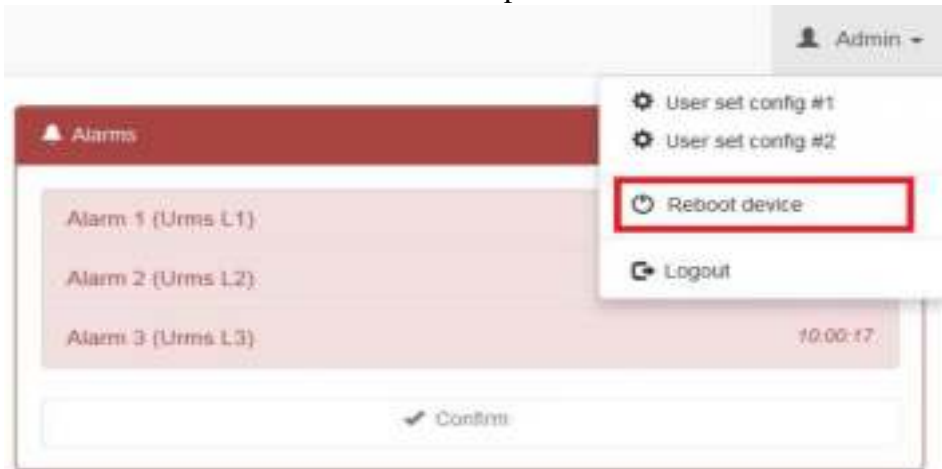 Admin
User set config #1
User set config #2
Alarms
Reboot device
Alarm 1 (Urms L1)
Logout
Alarm 2 (Urms L2)
Alarm 3 (Urms L3) 10:00:17
Confirm